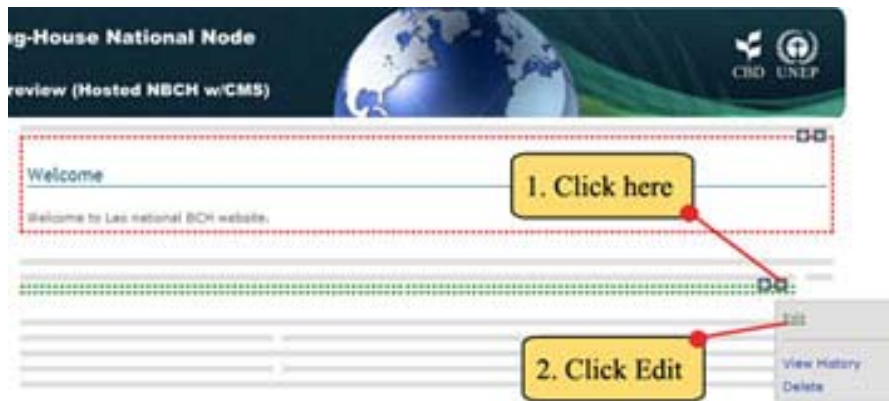 ng-House National Node
CBD UNEP
review (Hosted NBCH w/CMS)
Welcome
1. Click here
Welcome to Lao national BCH website.
Edit
2. Click Edit
View History
Delete